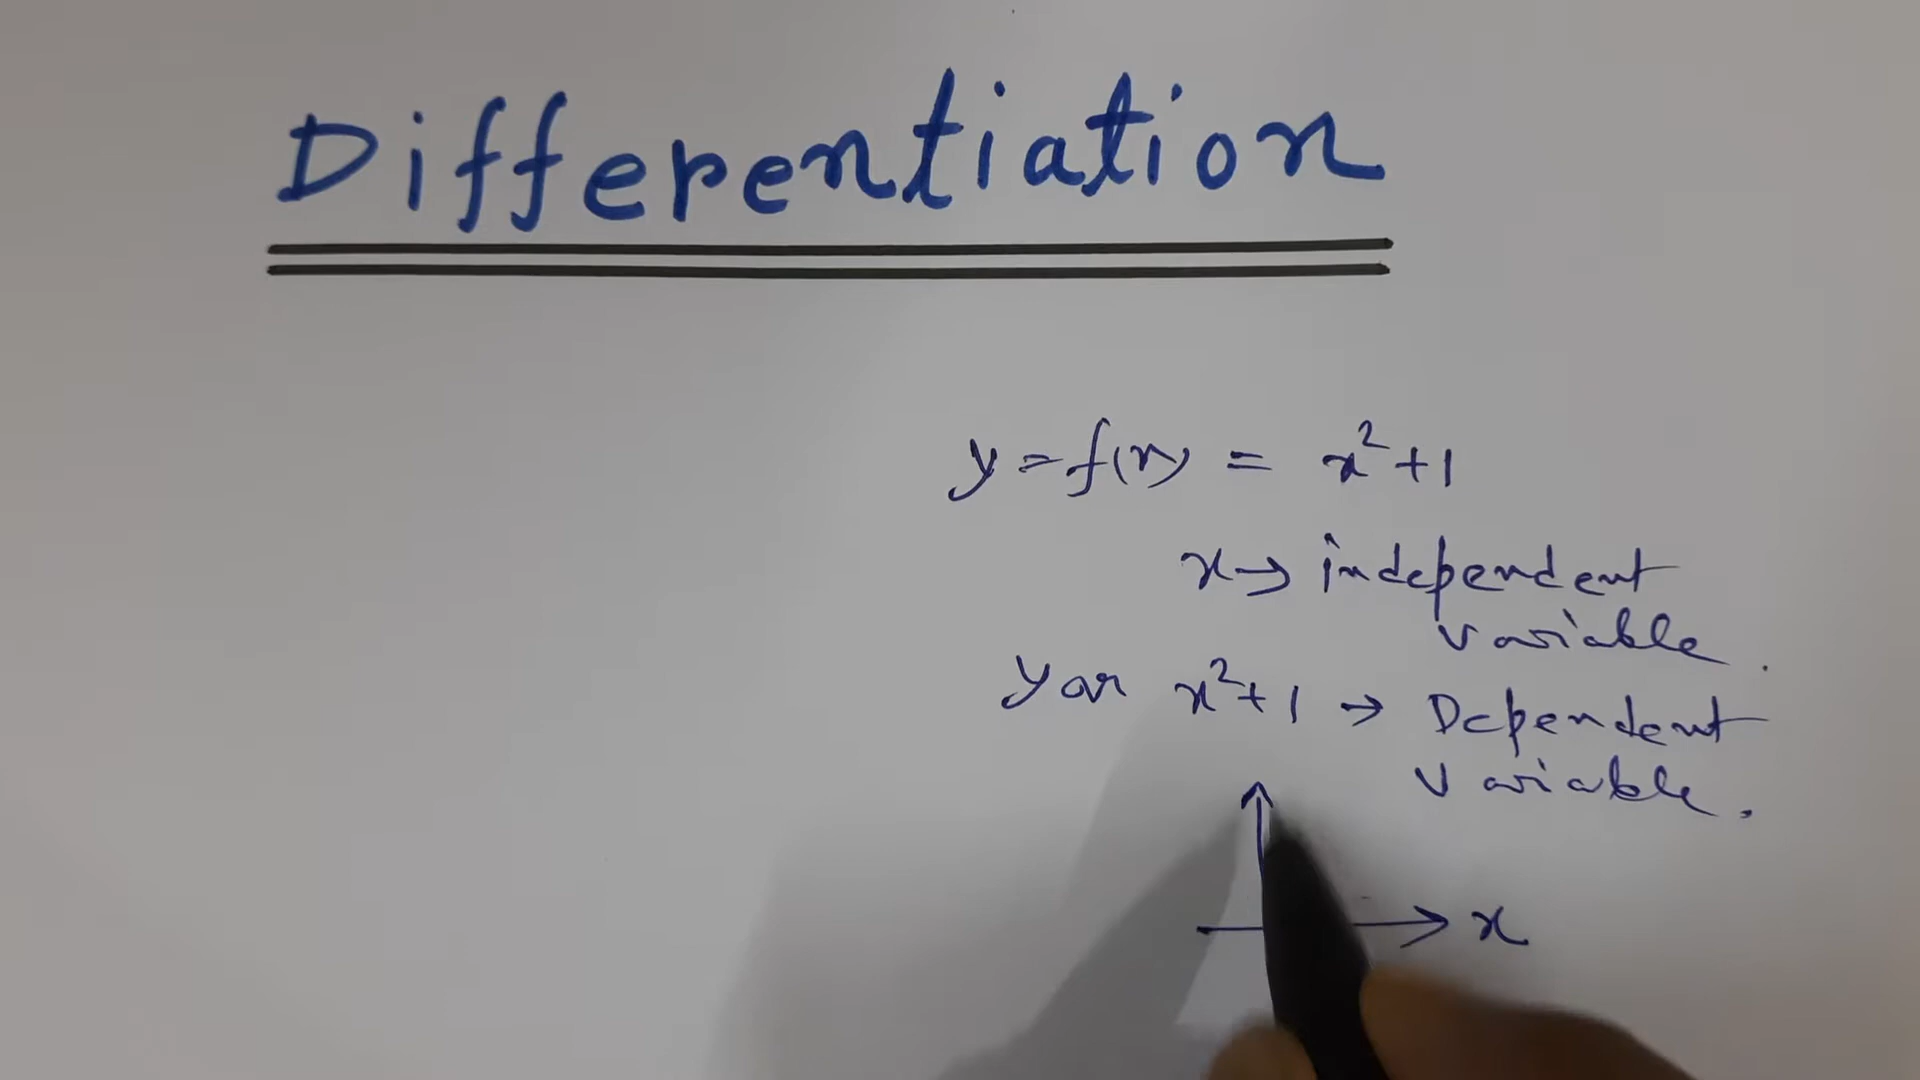 Differentiation
y = f(x) = x²+1
x → independent
variable.
y or x²+1 → Dependent
variable.
x